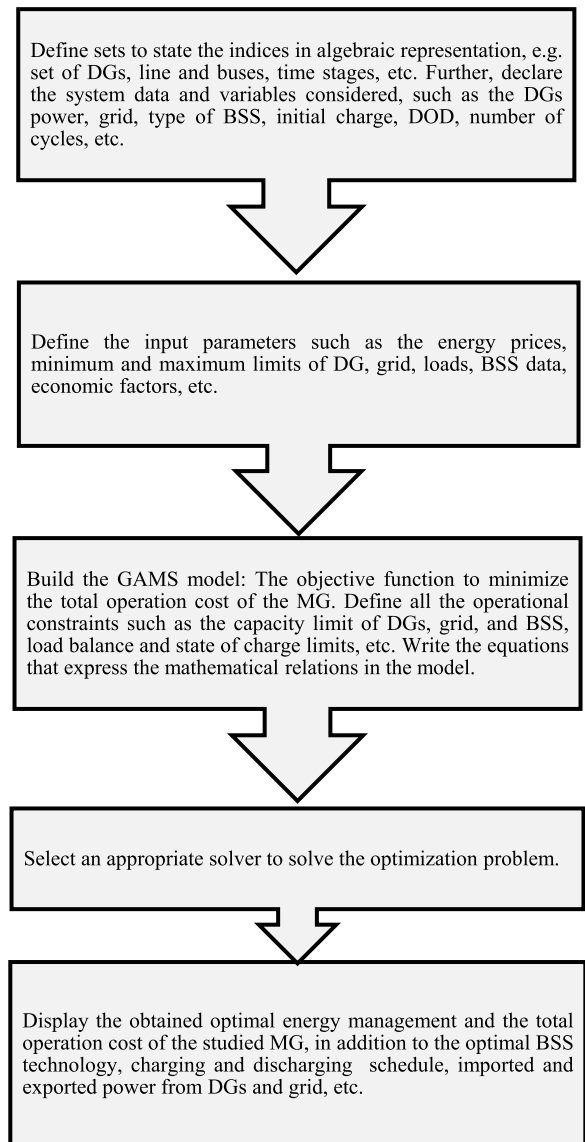 Define sets to state the indices in algebraic representation, e.g.
set of DGs, line and buses, time stages, etc. Further, declare
the system data and variables considered, such as the DGs
power, grid, type of BSS, initial charge, DOD, number of
cycles, etc.
Define the input parameters such as the energy prices,
minimum and maximum limits of DG, grid, loads, BSS data,
economic factors, etc.
Build the GAMS model: The objective function to minimize
the total operation cost of the MG. Define all the operational
constraints such as the capacity limit of DGs, grid, and BSS,
load balance and state of charge limits, etc. Write the equations
that express the mathematical relations in the model.
Select an appropriate solver to solve the optimization problem.
Display the obtained optimal energy management and the total
operation cost of the studied MG, in addition to the optimal BSS
technology, charging and discharging schedule, imported and
exported power from DGs and grid, etc.